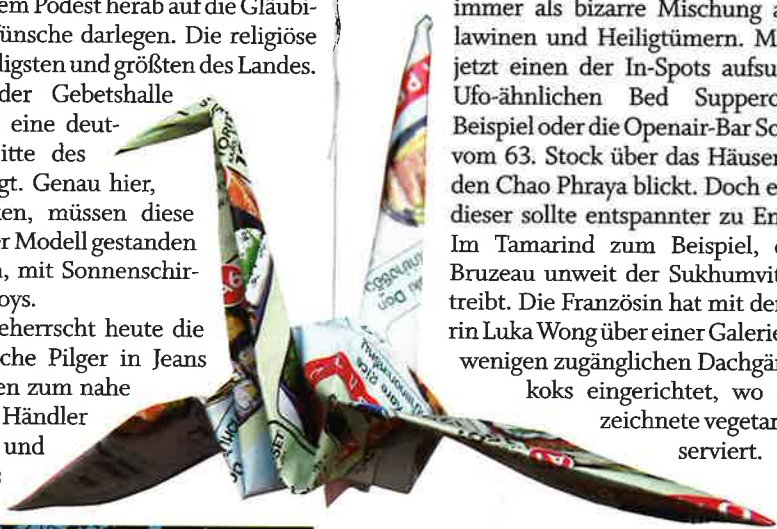 em Podest herab auf die Gläubi-
ünsche darlegen. Die religiöse
ligsten und größten des Landes.
der Gebetshalle
eine deut-
itte des
gt. Genau hier,
ken, müssen diese
er Modell gestanden
n, mit Sonnenschir-
oys.
eherrscht heute die
che Pilger in Jeans
en zum nahe
Händler
und
immer als bizarre Mischung a
lawinen und Heiligtümern. M
jetzt einen der In-Spots aufsu
Ufo-ähnlichen Bed Supperc
Beispiel oder die Openair-Bar Sc
vom 63. Stock über das Häuser
den Chao Phraya blickt. Doch e
dieser sollte entspannter zu En
Im Tamarind zum Beispiel,
Bruzeau unweit der Sukhumvit
treibt. Die Französin hat mit der
rin Luka Wong über einer Galerie
wenigen zugänglichen Dachgär
koks eingerichtet, wo
zeichnete vegetar
serviert.